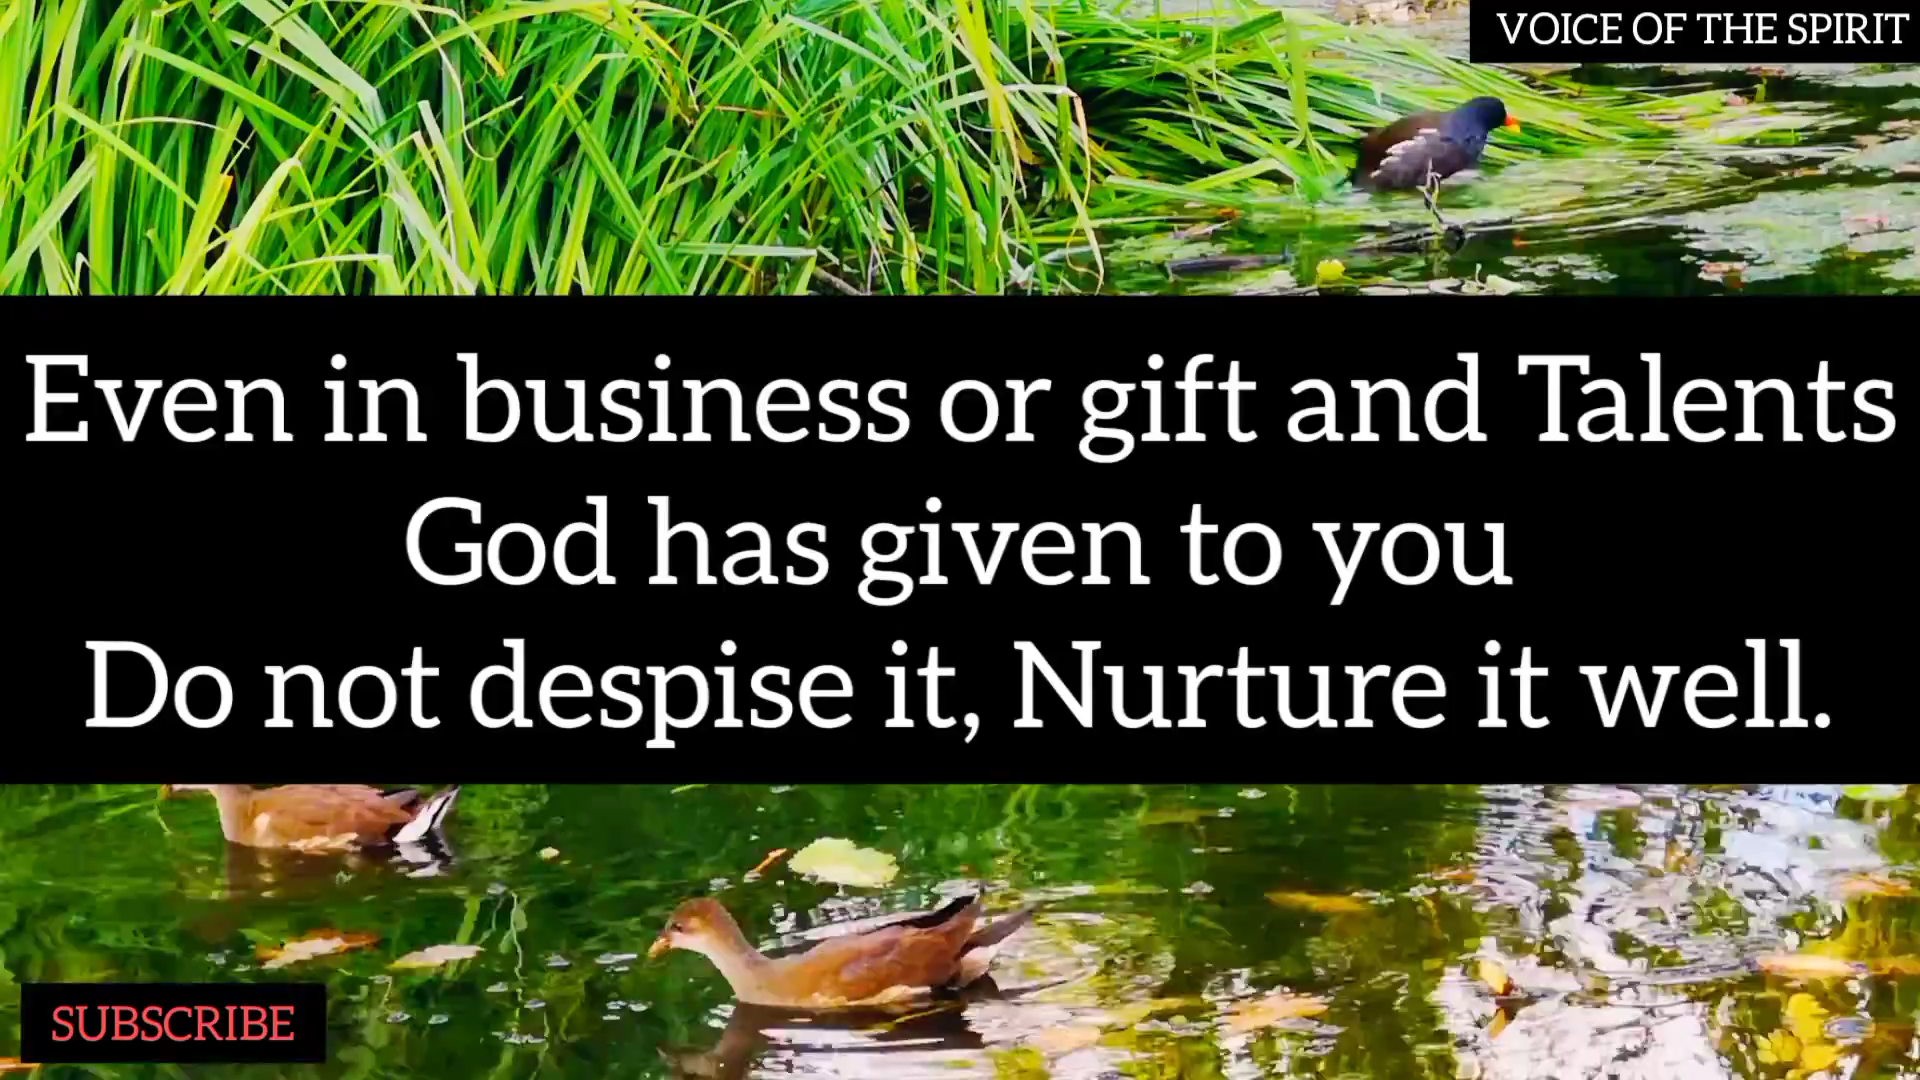 VOICE OF THE SPIRIT
Even in business or gift and Talents
God has given to you
Do not despise it, Nurture it well.
SUBSCRIBE